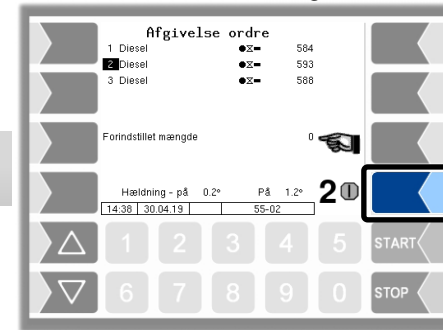 Afgivelse ordre
1 Diesel 584
2 Diesel 593
3 Diesel 588
Forindstillet mængde 0
Hældning - på 0.2° På 1.2° 2
14:38 30.04.19 55-02
1 2 3 4 5 START
6 7 8 9 0 STOP